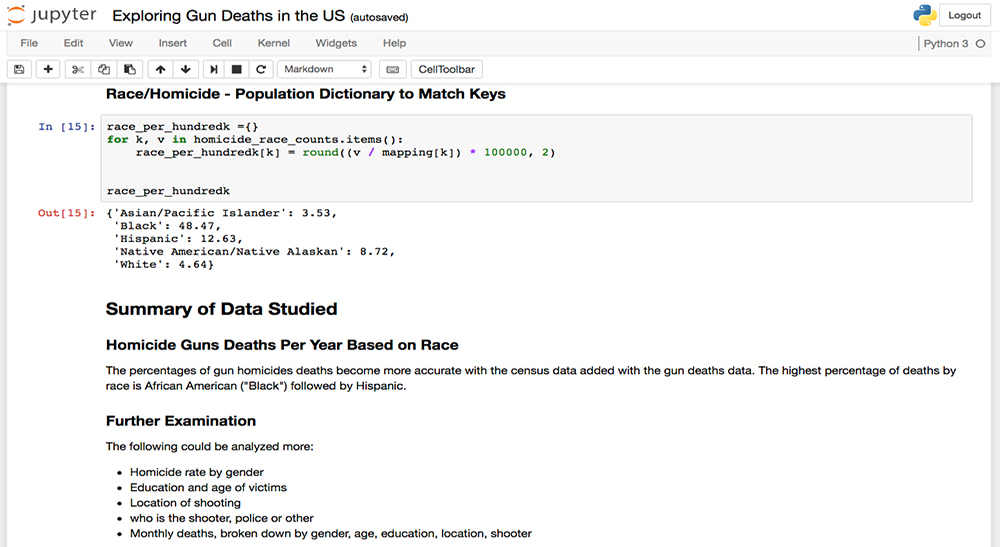 jupyter Exploring Gun Deaths in the US (autosaved) Logout
File Edit View Insert Cell Kernel Widgets Help Python 3
Markdown CellToolbar
Race/Homicide - Population Dictionary to Match Keys
In [15]: race_per_hundredk ={}
for k, v in homicide_race_counts.items():
    race_per_hundredk[k] = round((v / mapping[k]) * 100000, 2)
race_per_hundredk
Out[15]: {'Asian/Pacific Islander': 3.53,
'Black': 48.47,
'Hispanic': 12.63,
'Native American/Native Alaskan': 8.72,
'White': 4.64}
Summary of Data Studied
Homicide Guns Deaths Per Year Based on Race
The percentages of gun homicides deaths become more accurate with the census data added with the gun deaths data. The highest percentage of deaths by
race is African American ("Black") followed by Hispanic.
Further Examination
The following could be analyzed more:
• Homicide rate by gender
• Education and age of victims
• Location of shooting
• who is the shooter, police or other
• Monthly deaths, broken down by gender, age, education, location, shooter